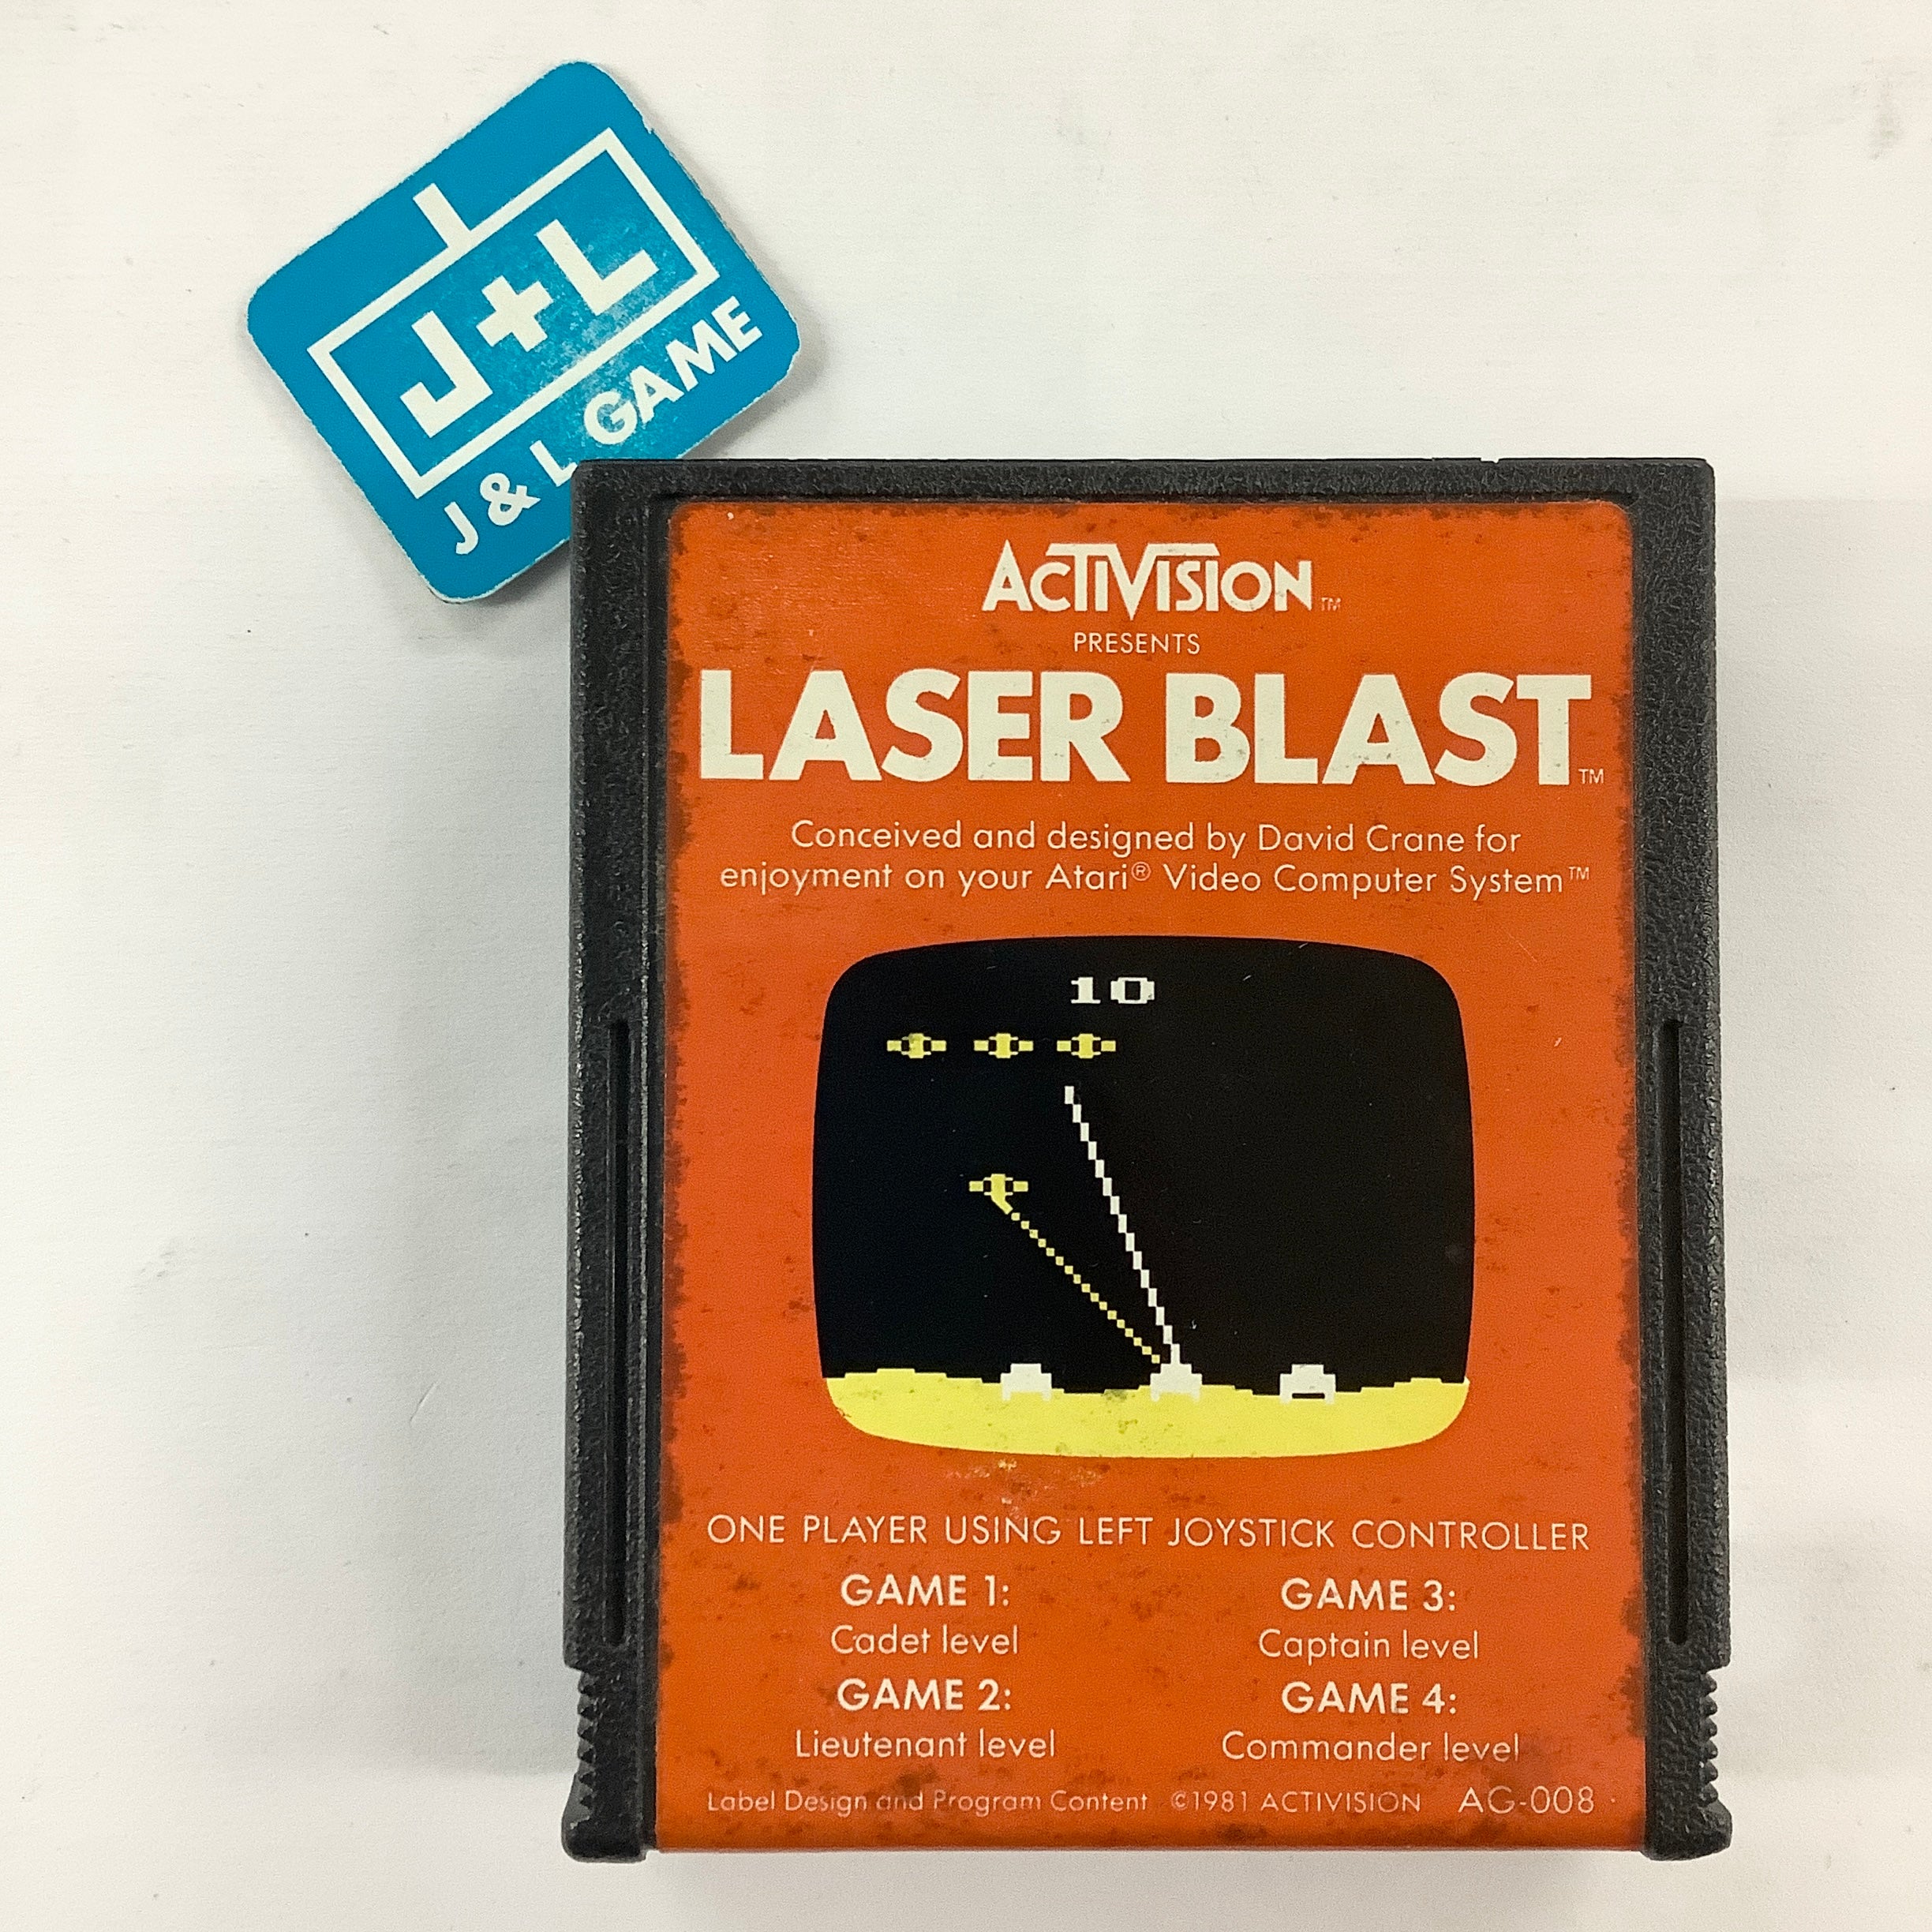 J+L
J & L GAME
ACTIVISION™
PRESENTS
LASER BLAST™
Conceived and designed by David Crane for
enjoyment on your Atari® Video Computer System™
10
ONE PLAYER USING LEFT JOYSTICK CONTROLLER
GAME 1:
Cadet level
GAME 2:
Lieutenant level
GAME 3:
Captain level
GAME 4:
Commander level
Label Design and Program Content ©1981 ACTIVISION AG-008